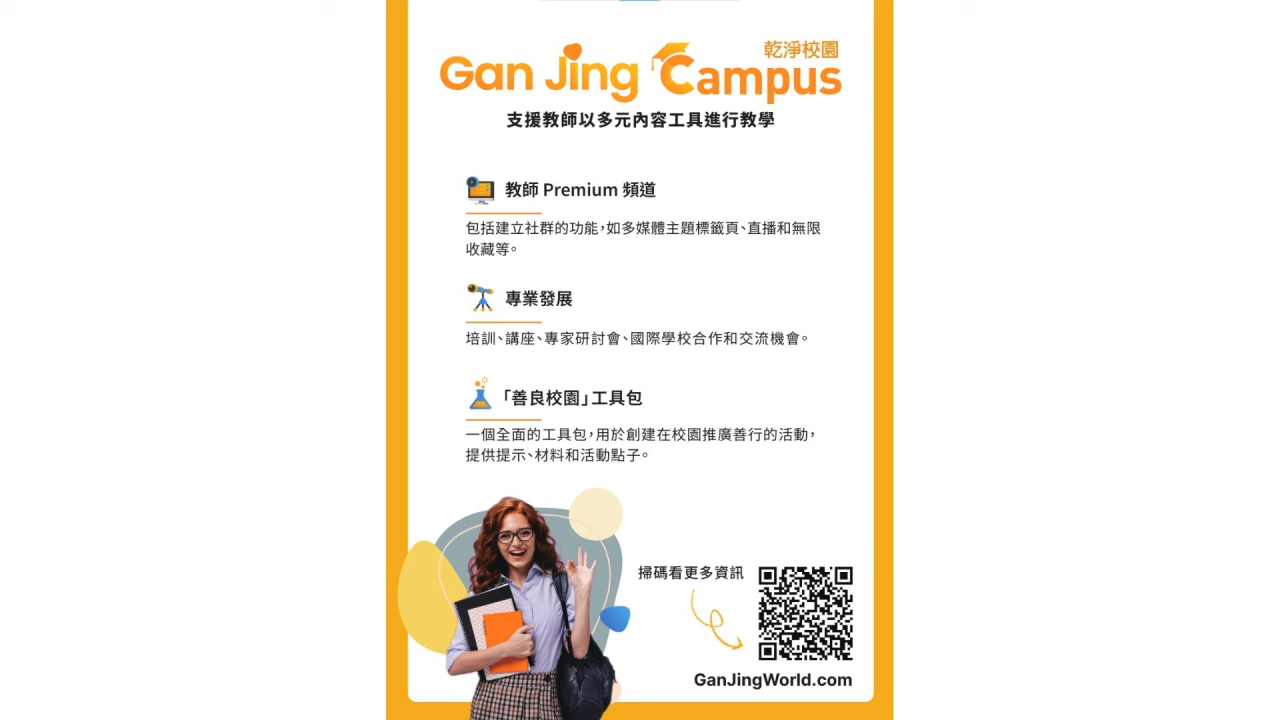 Gan Jing Campus 乾淨校園
支援教師以多元內容工具進行教學
教師 Premium 頻道
包括建立社群的功能，如多媒體主題標籤頁、直播和無限
收藏等。
專業發展
培訓、講座、專家研討會、國際學校合作和交流機會。
「善良校園」工具包
一個全面的工具包，用於創建在校園推廣善行的活動，
提供提示、材料和活動點子。
掃碼看更多資訊
GanJingWorld.com